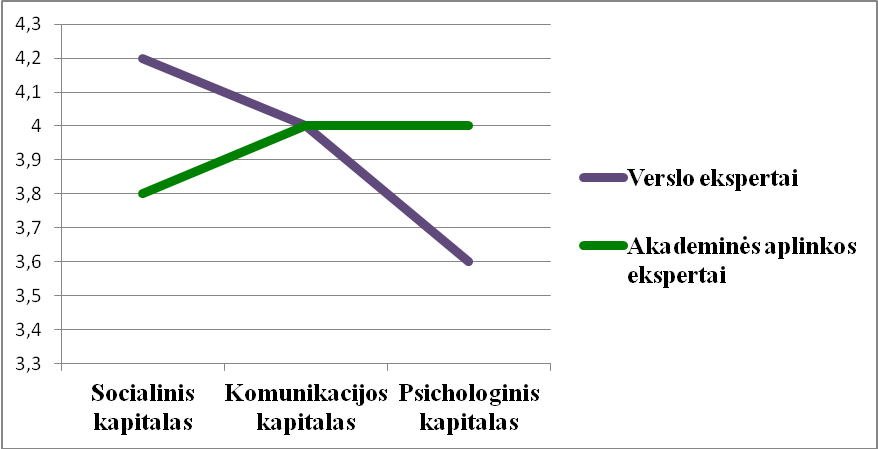 4,3
4,2
4,1
4
3,9
3,8
3,7
3,6
3,5
3,4
3,3
Socialinis
kapitalas
Komunikacijos
kapitalas
Psichologinis
kapitalas
Verslo ekspertai
Akademinės aplinkos
ekspertai